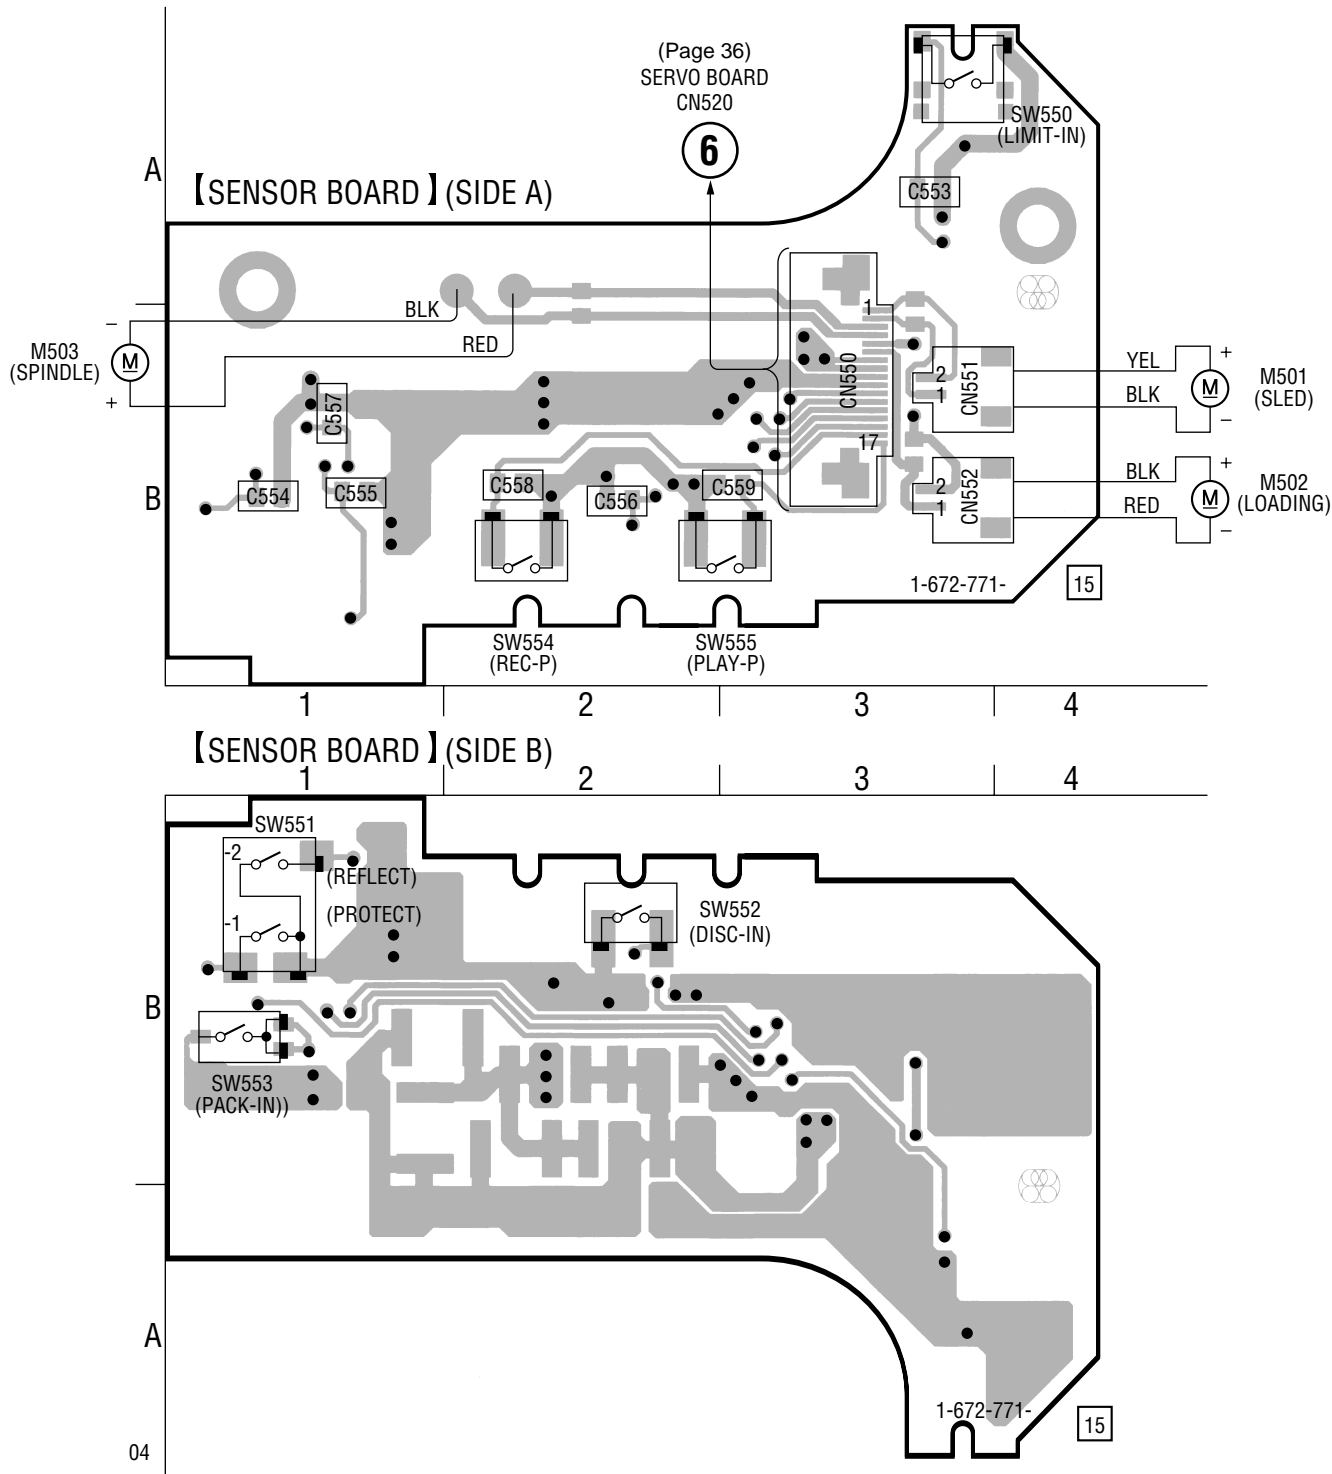 (Page 36)
SERVO BOARD
CN520
6
SW550
(LIMIT-IN)
A
【SENSOR BOARD】(SIDE A)
C553
1
BLK
RED
M503
(SPINDLE)
–
M
+
CN550
2
1
CN551
YEL
BLK
+
M
–
M501
(SLED)
C557
17
B
C554
C555
C558
C556
C559
2
1
CN552
BLK
RED
+
M
–
M502
(LOADING)
1-672-771-
15
SW554
(REC-P)
SW555
(PLAY-P)
1 2 3 4
【SENSOR BOARD】(SIDE B)
1 2 3 4
SW551
-2
(REFLECT)
-1
(PROTECT)
SW552
(DISC-IN)
B
SW553
(PACK-IN))
A
1-672-771-
15
04